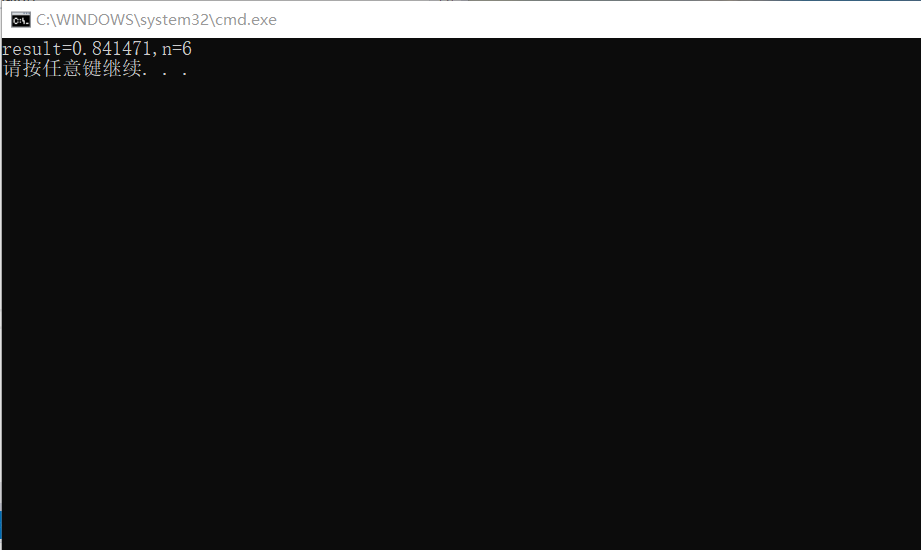 C:\WINDOWS\system32\cmd.exe
result=0.841471,n=6
请按任意键继续. . .